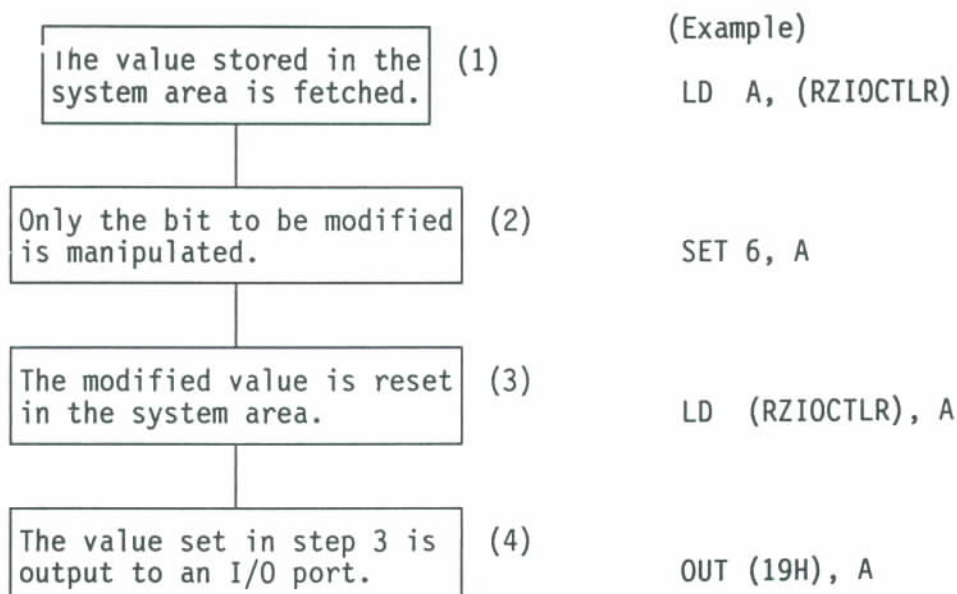 (Example)
The value stored in the (1)
system area is fetched.
LD A, (RZIOCTLR)
Only the bit to be modified (2)
is manipulated.
SET 6, A
The modified value is reset (3)
in the system area.
LD (RZIOCTLR), A
The value set in step 3 is (4)
output to an I/O port.
OUT (19H), A